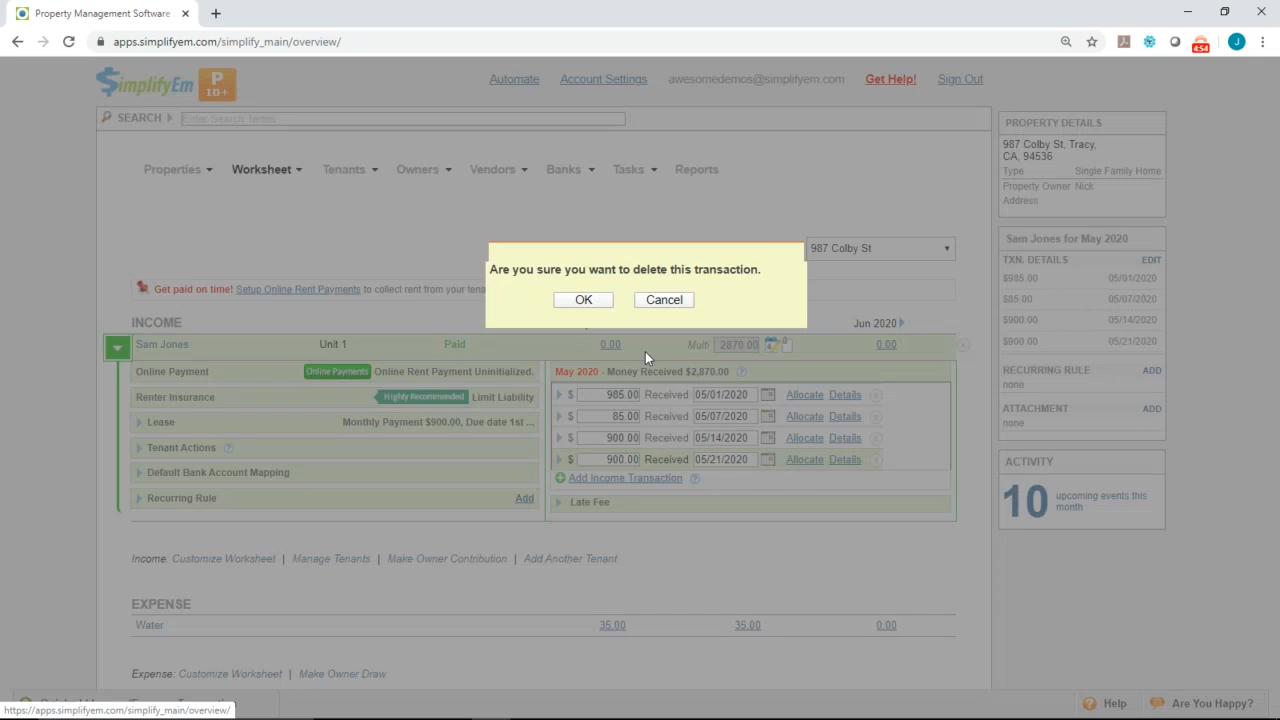 Property Management Software
apps.simplifyem.com/simplify_main/overview/
454
J
SimplifyEm
P
10+
Automate Account Settings awesomedemos@simplifyem.com Get Help! Sign Out
SEARCH Enter Search Terms
Properties Worksheet Tenants Owners Vendors Banks Tasks Reports
987 Colby St
Are you sure you want to delete this transaction.
OK Cancel
Get paid on time! Setup Online Rent Payments to collect rent from your tena
INCOME Jun 2020
Sam Jones Unit 1 Paid 0.00 Multi 2870.00 0.00
Online Payment Online Payments Online Rent Payment Uninitialized.
Renter Insurance Highly Recommended Limit Liability
Lease Monthly Payment $900.00, Due date 1st ...
Tenant Actions ?
Default Bank Account Mapping
Recurring Rule Add
May 2020 - Money Received $2,870.00 ?
$ 985.00 Received 05/01/2020 Allocate Details
$ 85.00 Received 05/07/2020 Allocate Details
$ 900.00 Received 05/14/2020 Allocate Details
$ 900.00 Received 05/21/2020 Allocate Details
Add Income Transaction ?
Late Fee
Income: Customize Worksheet | Manage Tenants | Make Owner Contribution | Add Another Tenant
EXPENSE
Water 35.00 35.00 0.00
Expense: Customize Worksheet | Make Owner Draw
PROPERTY DETAILS
987 Colby St, Tracy,
CA, 94536
Type Single Family Home
Property Owner Nick
Address
Sam Jones for May 2020
TXN. DETAILS EDIT
$985.00 05/01/2020
$85.00 05/07/2020
$900.00 05/14/2020
$900.00 05/21/2020
RECURRING RULE ADD
none
ATTACHMENT ADD
none
ACTIVITY
10 upcoming events this
month
https://apps.simplifyem.com/simplify_main/overview/
Help Are You Happy?